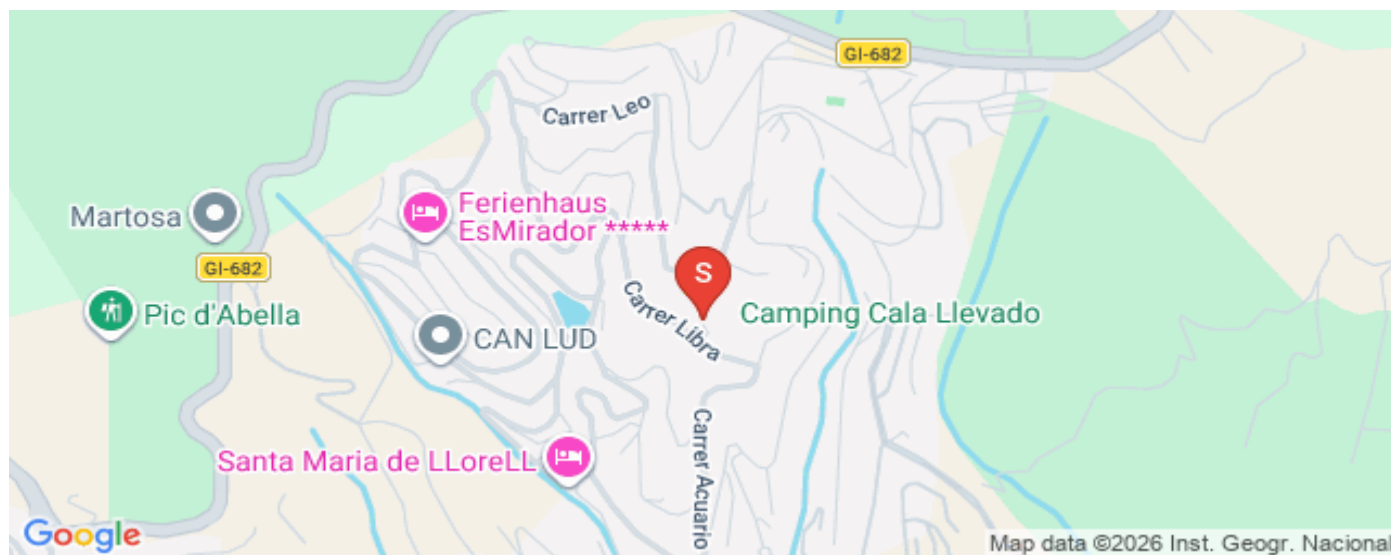 GI-682
Carrer Leo
Martosa
Ferienhaus
EsMirador *****
GI-682
S
Pic d'Abella
Carrer Libra
Camping Cala Llevado
CAN LUD
Carrer Acuario
Santa Maria de LLoreLL
Google
Map data ©2026 Inst. Geogr. Nacional